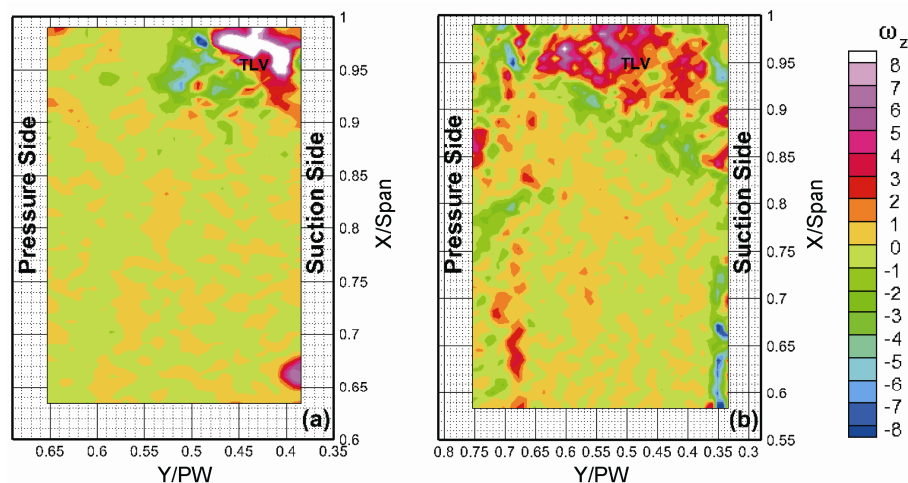 1
0.95
0.9
0.85
0.8
0.75
0.7
0.65
0.6
X/Span
0.65 0.6 0.55 0.5 0.45 0.4 0.35
Y/PW
Pressure Side
Suction Side
TLV
(a)
1
0.95
0.9
0.85
0.8
0.75
0.7
0.65
0.6
0.55
X/Span
0.8 0.75 0.7 0.65 0.6 0.55 0.5 0.45 0.4 0.35 0.3 0.28
Y/PW
Pressure Side
Suction Side
TLV
(b)
ωz
8
7
6
5
4
3
2
1
0
-1
-2
-3
-4
-5
-6
-7
-8